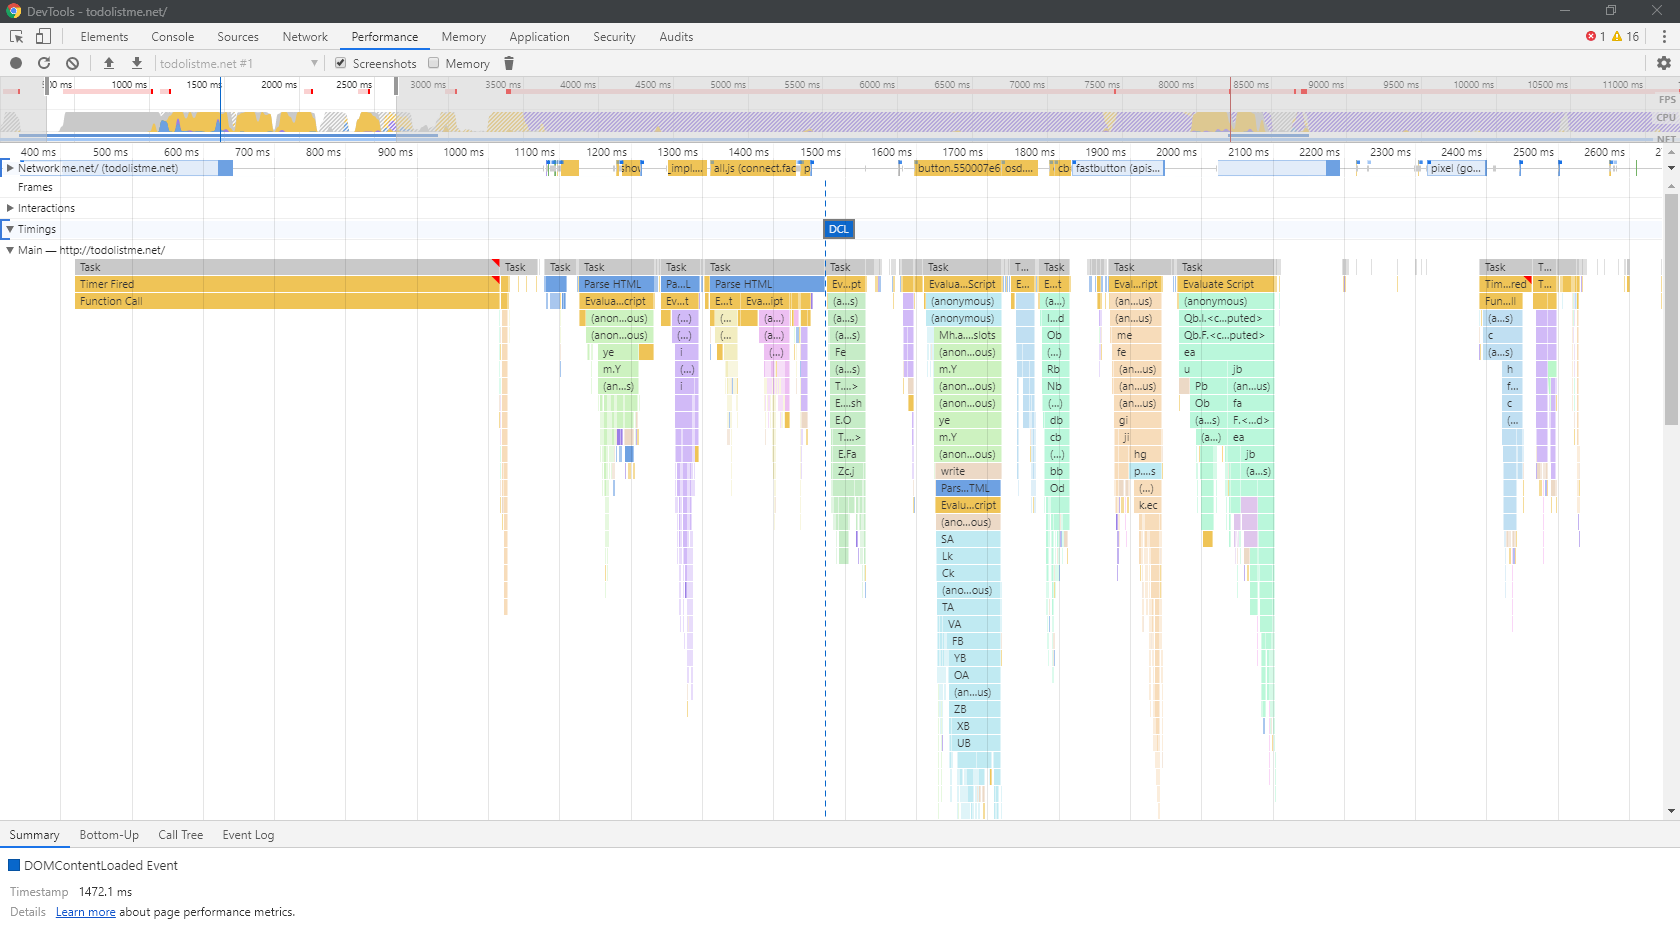 DevTools - todolistme.net/
Elements Console Sources Network Performance Memory Application Security Audits 1 16
todolistme.net #1 Screenshots Memory
1000 ms 1500 ms 2000 ms 2500 ms 3000 ms 3500 ms 4000 ms 4500 ms 5000 ms 5500 ms 6000 ms 6500 ms 7000 ms 7500 ms 8000 ms 8500 ms 9000 ms 9500 ms 10000 ms 10500 ms 11000 ms
FPS
CPU
NET
400 ms 500 ms 600 ms 700 ms 800 ms 900 ms 1000 ms 1100 ms 1200 ms 1300 ms 1400 ms 1500 ms 1600 ms 1700 ms 1800 ms 1900 ms 2000 ms 2100 ms 2200 ms 2300 ms 2400 ms 2500 ms 2600 ms
Network me.net/ (todolistme.net) show _impl.... all.js (connect.fac p button.550007e6 osd.... cb fastbutton (apis... pixel (go...
Frames
Interactions
Timings DCL
Main — http://todolistme.net/
Task Task Task Task Task Task Task Task T... Task Task Task Task T...
Timer Fired Parse HTML Pa...L Parse HTML Ev...pt Evalua...Script E... E...t Eval...ript Evaluate Script Tim...red T...
Function Call Evalua...cript Ev...t E...t Eva...ipt (a...s) (anonymous) (a...) (an...us) (anonymous) Fun...ll
(anon...ous) (...) (... (a...) (a...s) (anonymous) l...d (an...us) Qb.l.<c...puted> (a...s)
(anon...ous) (...) (... (a...) (a...s) Mh.a...slots Ob me Qb.F.<c...puted> c
ye i (...) Fe (anon...ous) (...) fe ea (a...s)
m.Y (...) (a...s) m.Y Rb (an...us) u jb h
(an...s) i T....> (anon...ous) Nb (an...us) Pb (an...us) f...
E....sh (anon...ous) (...) (an...us) Ob fa c
E.O ye db gi (a...s) F.<...d> (...
T....> m.Y cb ji (a...) ea
E.Fa (anon...ous) (...) hg jb
Zc.j write bb p....s (a...s)
Pars...TML Od (...)
Evalu...cript k.ec
(ano...ous)
SA
Lk
Ck
(ano...ous)
TA
VA
FB
YB
OA
(an...us)
ZB
XB
UB
Summary Bottom-Up Call Tree Event Log
DOMContentLoaded Event
Timestamp 1472.1 ms
Details Learn more about page performance metrics.